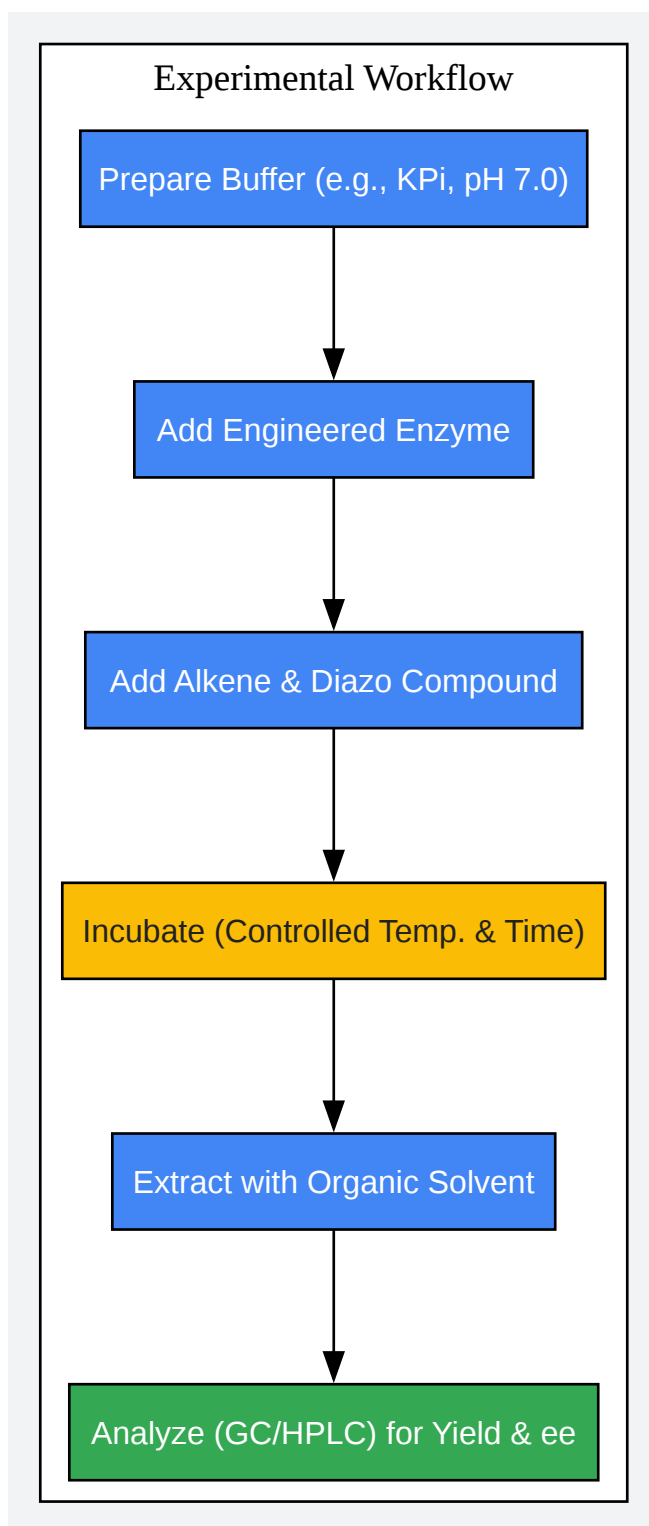 Experimental Workflow
Prepare Buffer (e.g., KPi, pH 7.0)
Add Engineered Enzyme
Add Alkene & Diazo Compound
Incubate (Controlled Temp. & Time)
Extract with Organic Solvent
Analyze (GC/HPLC) for Yield & ee